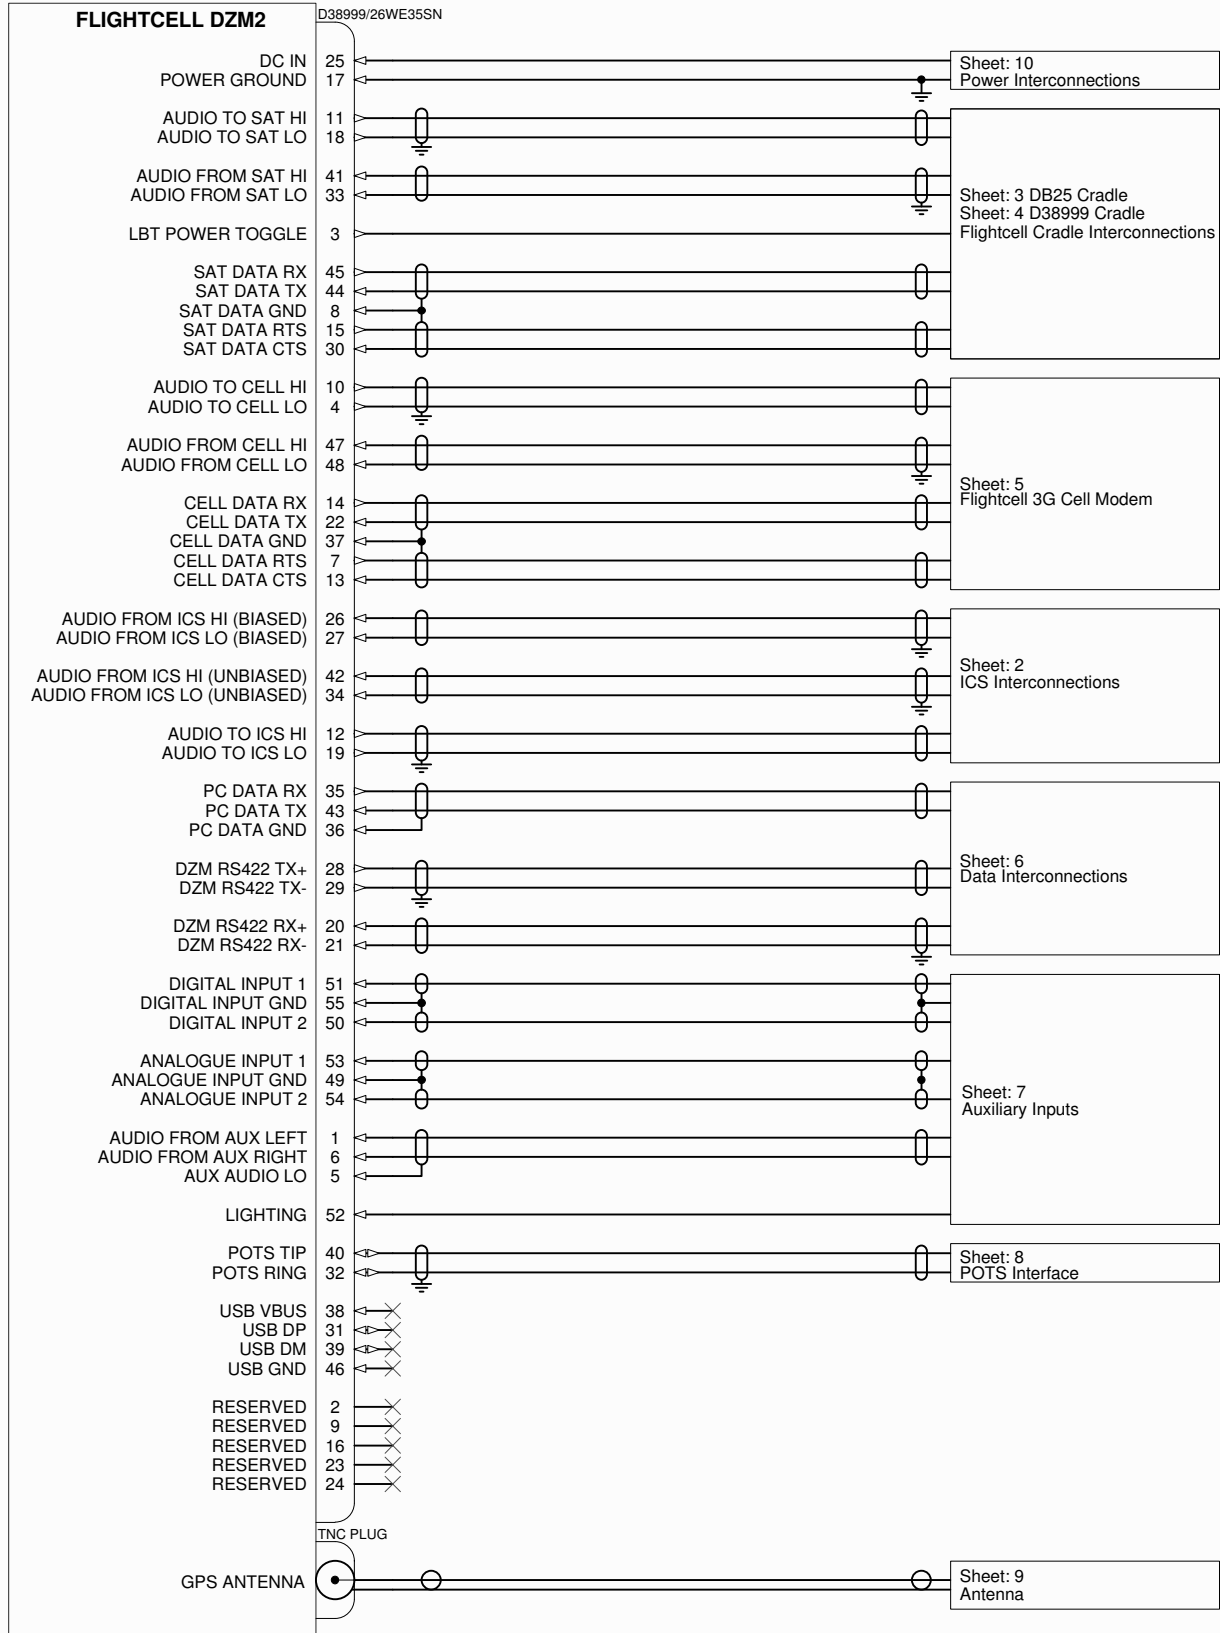 FLIGHTCELL DZM2
D38999/26WE35SN
DC IN 25
POWER GROUND 17
Sheet: 10
Power Interconnections
AUDIO TO SAT HI 11
AUDIO TO SAT LO 18
AUDIO FROM SAT HI 41
AUDIO FROM SAT LO 33
LBT POWER TOGGLE 3
SAT DATA RX 45
SAT DATA TX 44
SAT DATA GND 8
SAT DATA RTS 15
SAT DATA CTS 30
Sheet: 3 DB25 Cradle
Sheet: 4 D38999 Cradle
Flightcell Cradle Interconnections
AUDIO TO CELL HI 10
AUDIO TO CELL LO 4
AUDIO FROM CELL HI 47
AUDIO FROM CELL LO 48
CELL DATA RX 14
CELL DATA TX 22
CELL DATA GND 37
CELL DATA RTS 7
CELL DATA CTS 13
Sheet: 5
Flightcell 3G Cell Modem
AUDIO FROM ICS HI (BIASED) 26
AUDIO FROM ICS LO (BIASED) 27
AUDIO FROM ICS HI (UNBIASED) 42
AUDIO FROM ICS LO (UNBIASED) 34
AUDIO TO ICS HI 12
AUDIO TO ICS LO 19
Sheet: 2
ICS Interconnections
PC DATA RX 35
PC DATA TX 43
PC DATA GND 36
DZM RS422 TX+ 28
DZM RS422 TX- 29
DZM RS422 RX+ 20
DZM RS422 RX- 21
Sheet: 6
Data Interconnections
DIGITAL INPUT 1 51
DIGITAL INPUT GND 55
DIGITAL INPUT 2 50
ANALOGUE INPUT 1 53
ANALOGUE INPUT GND 49
ANALOGUE INPUT 2 54
AUDIO FROM AUX LEFT 1
AUDIO FROM AUX RIGHT 6
AUX AUDIO LO 5
LIGHTING 52
Sheet: 7
Auxiliary Inputs
POTS TIP 40
POTS RING 32
Sheet: 8
POTS Interface
USB VBUS 38
USB DP 31
USB DM 39
USB GND 46
RESERVED 2
RESERVED 9
RESERVED 16
RESERVED 23
RESERVED 24
TNC PLUG
GPS ANTENNA
Sheet: 9
Antenna